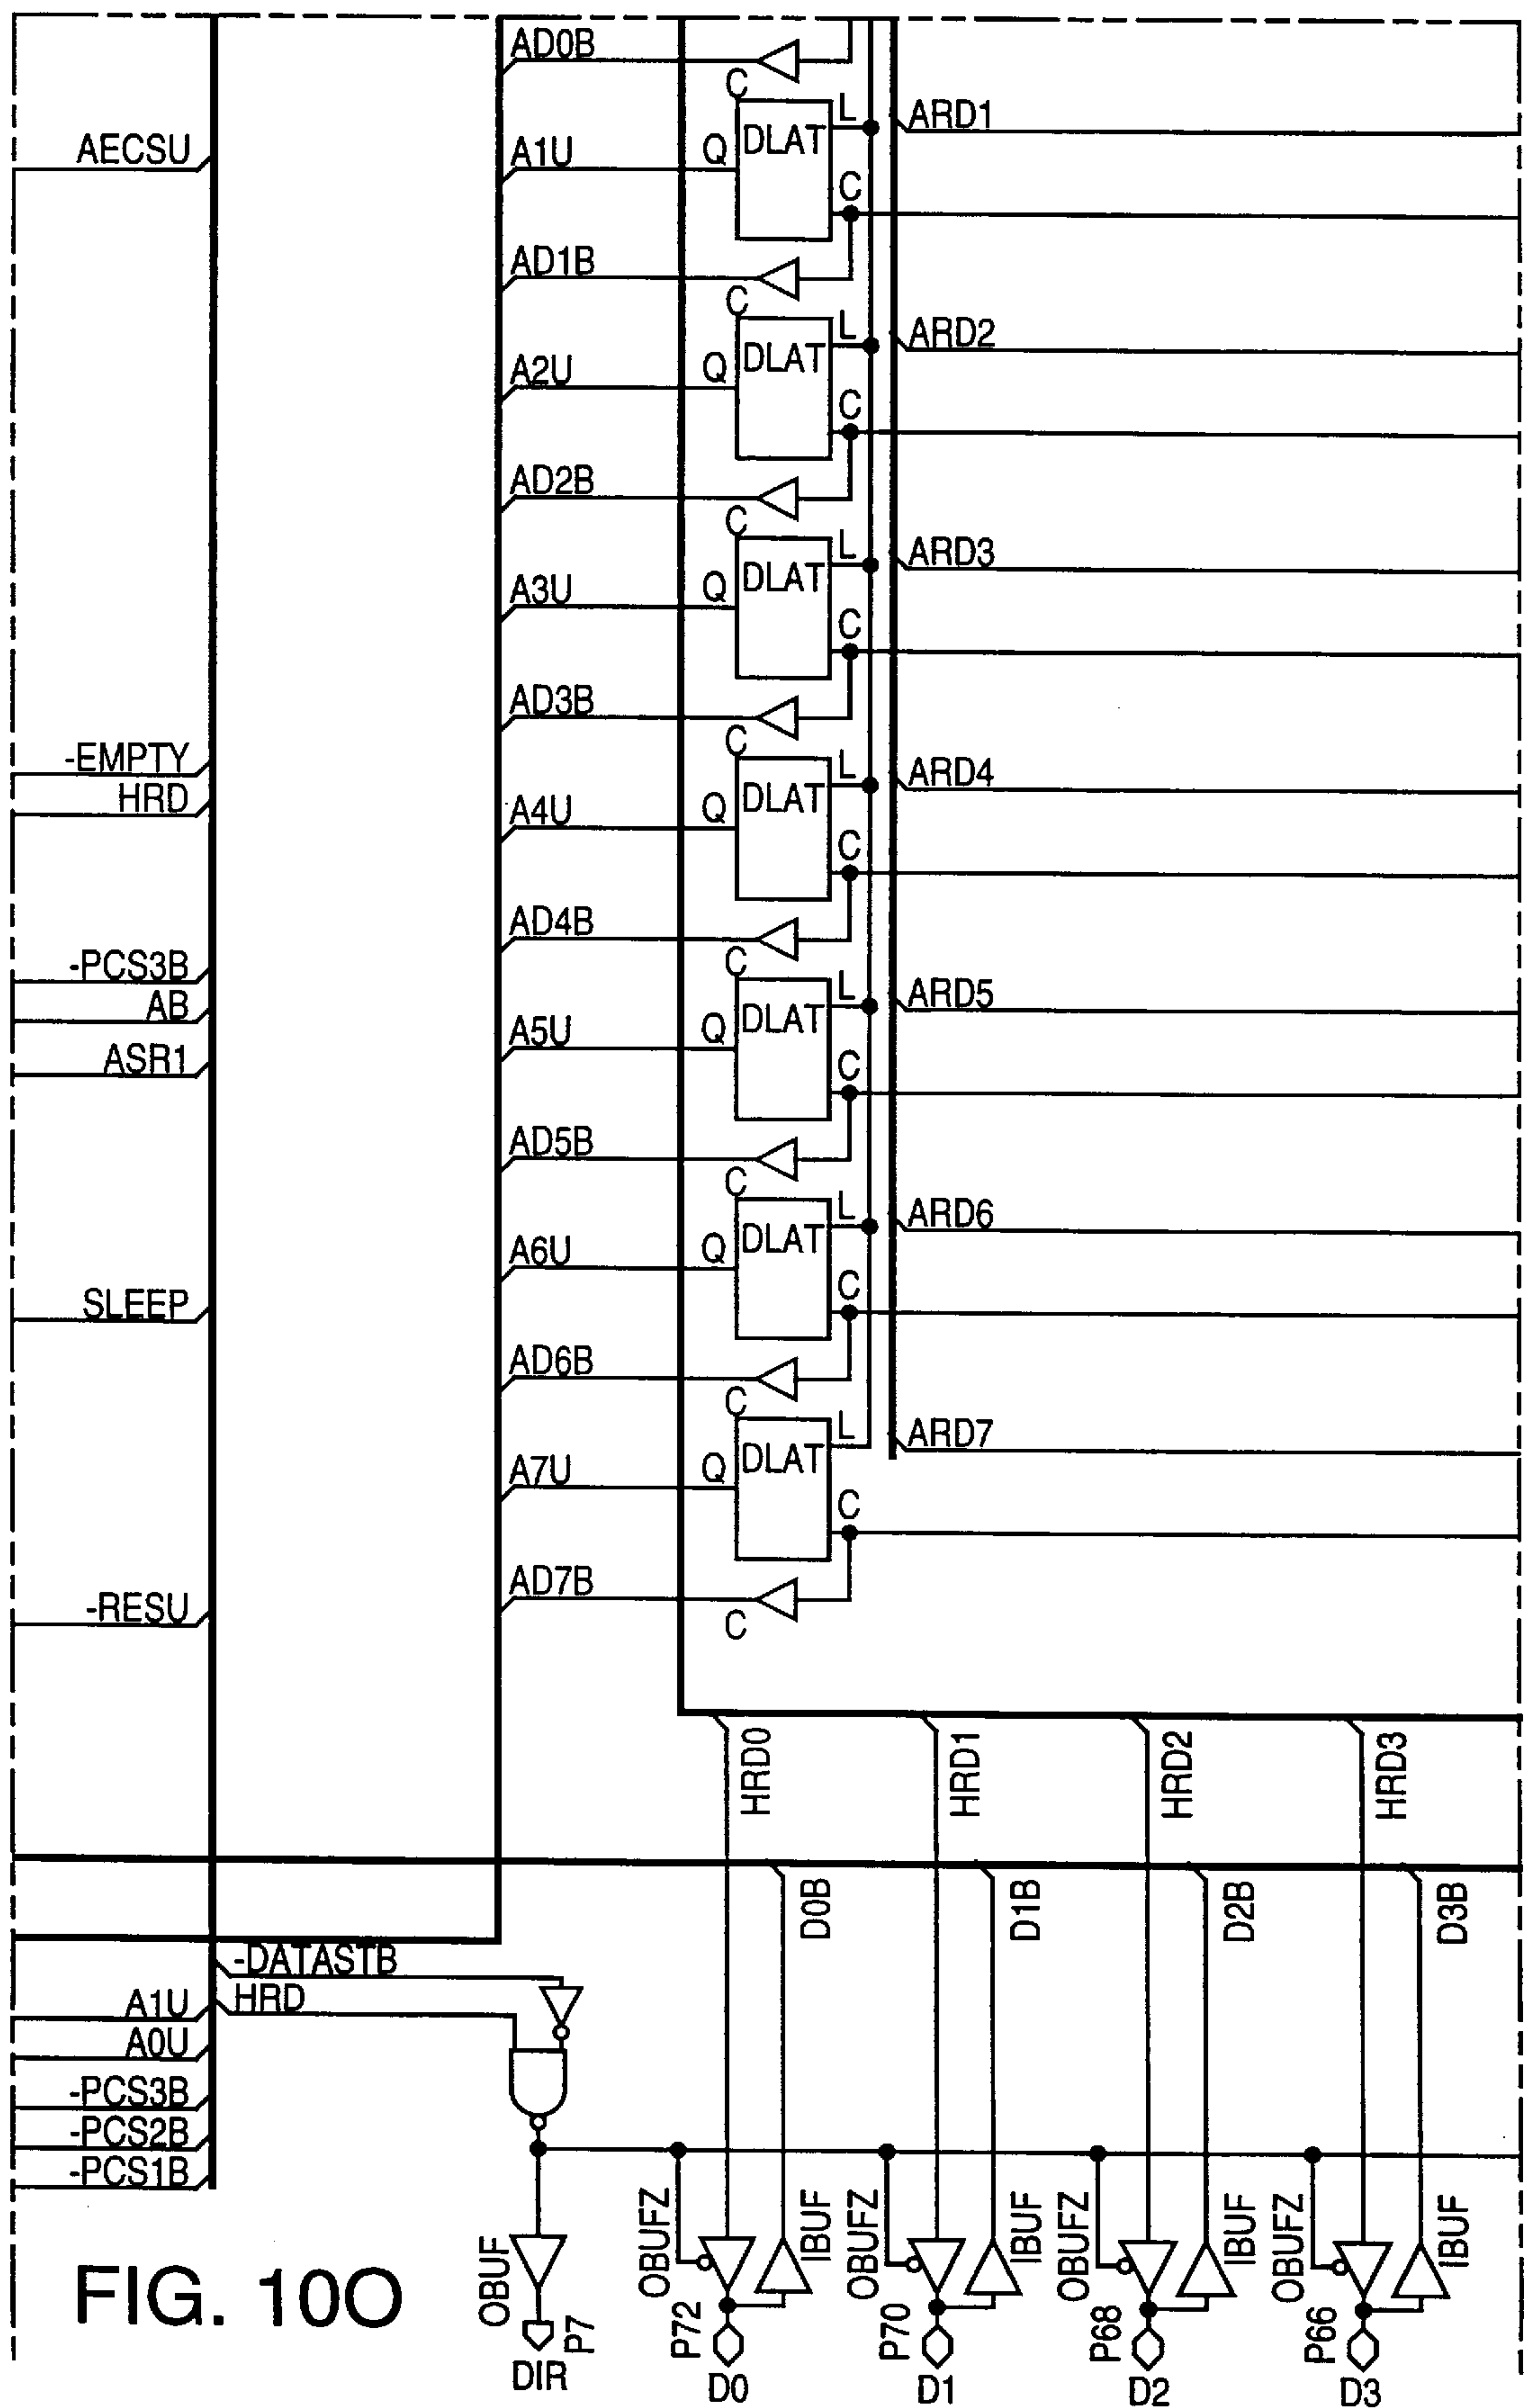 AD0B
C
L
ARD1
AECSU
A1U
Q
DLAT
C
AD1B
C
L
ARD2
A2U
Q
DLAT
C
AD2B
C
L
ARD3
A3U
Q
DLAT
C
AD3B
C
-EMPTY
L
ARD4
HRD
A4U
Q
DLAT
C
AD4B
C
-PCS3B
L
ARD5
AB
A5U
Q
DLAT
ASR1
C
AD5B
C
L
ARD6
A6U
Q
DLAT
SLEEP
C
AD6B
C
L
ARD7
A7U
Q
DLAT
C
AD7B
-RESU
C
HRD0
HRD1
HRD2
HRD3
D0B
D1B
D2B
D3B
-DATASTB
A1U
HRD
A0U
-PCS3B
-PCS2B
-PCS1B
OBUF
OBUFZ
IBUF
OBUFZ
IBUF
OBUFZ
IBUF
OBUFZ
IBUF
FIG. 10O
P7
P72
P70
P68
P66
DIR
D0
D1
D2
D3